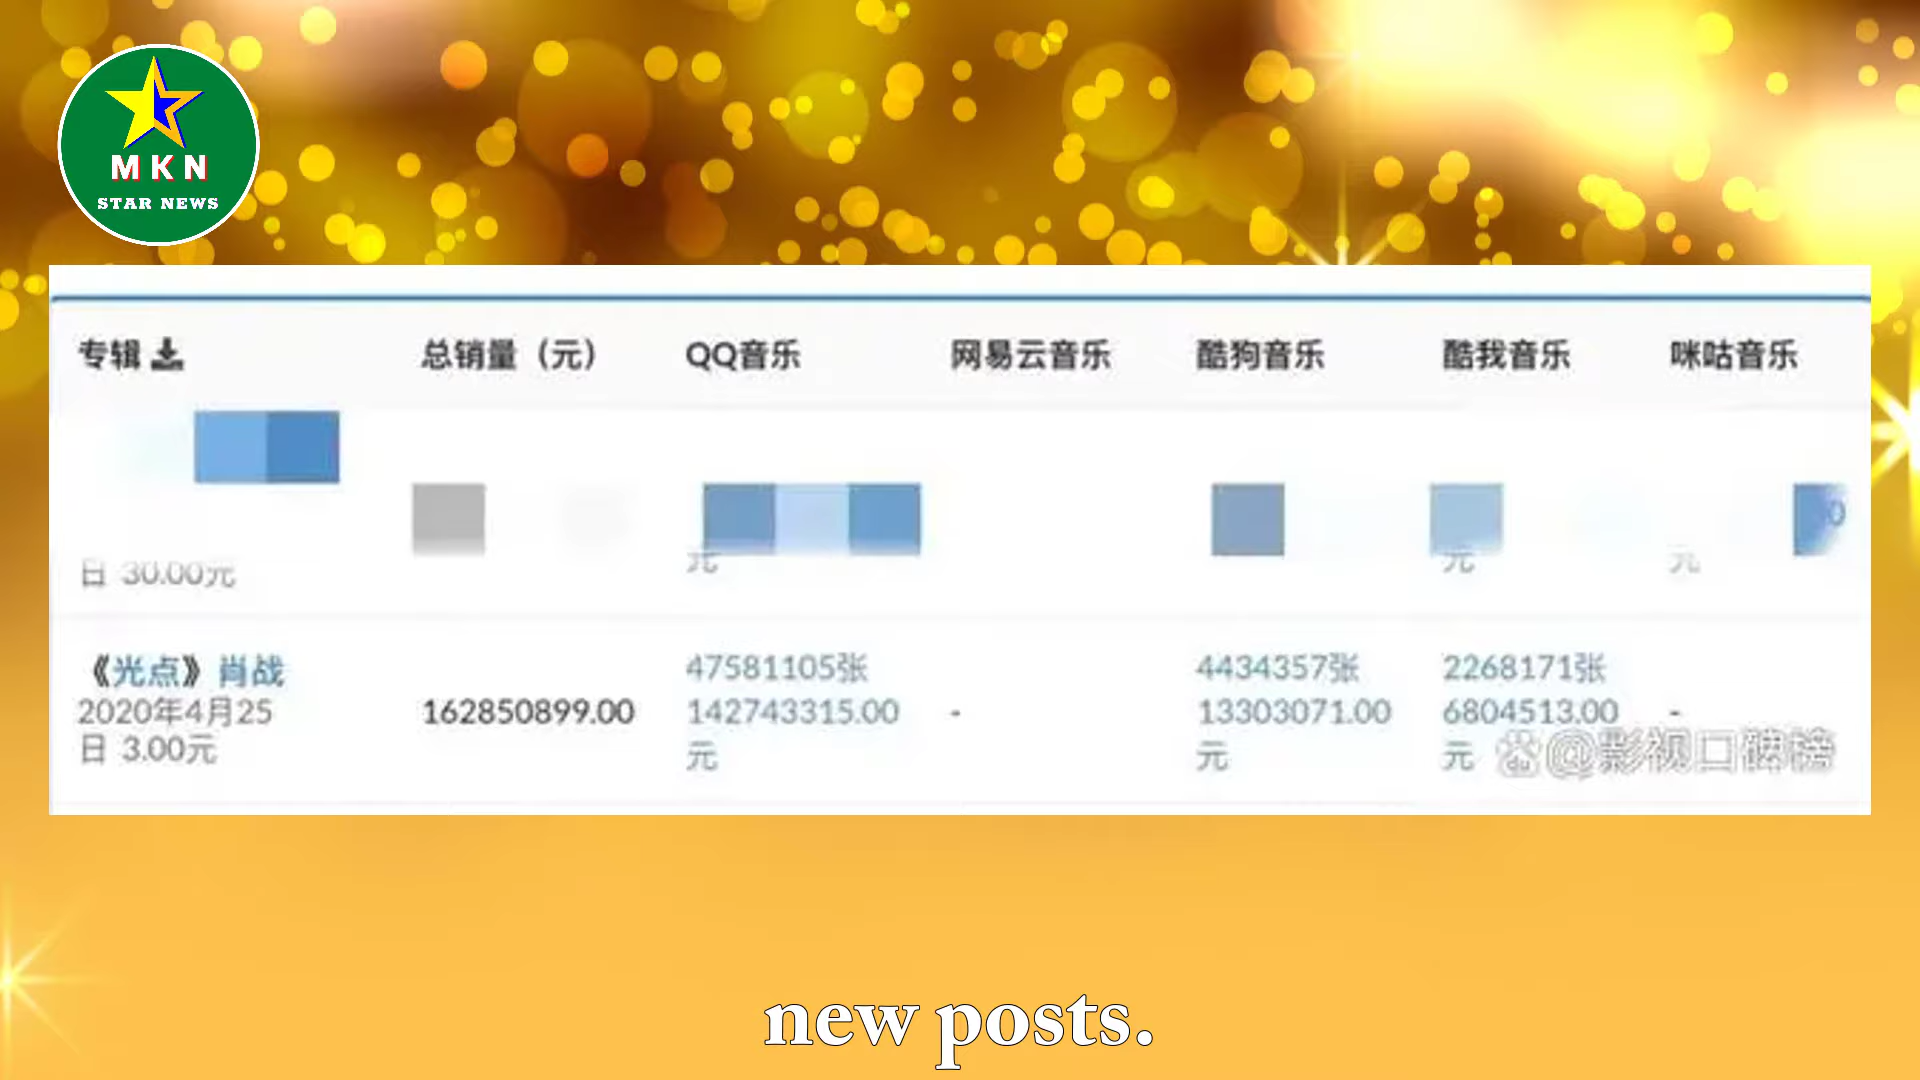 MKN
STAR NEWS
专辑 总销量（元） QQ音乐 网易云音乐 酷狗音乐 酷我音乐 咪咕音乐
0
元 元 元
日 30.00元
《光点》肖战 47581105张 4434357张 2268171张
2020年4月25 162850899.00 142743315.00 - 13303071.00 6804513.00 -
日 3.00元 元 元 元
@影视口碑榜
new posts.